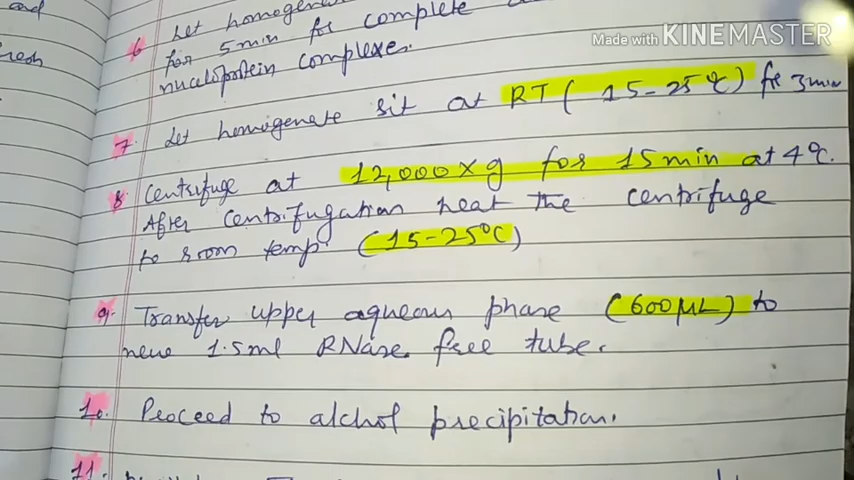 and
Made with KINEMASTER
6 Let homogen
for 5 min for complete
nucloprotein complexes.
7. Let homogenate sit at RT ( 15-25°C) for 3min
8 Centrifuge at 12,000 x g for 15 min at 4°C.
After centrifugation heat the centrifuge
to room temp. (15-25°C)
9. Transfer upper aqueous phase (600µL) to
new 1.5ml RNase free tube.
10. Proceed to alchol precipitation.
11.